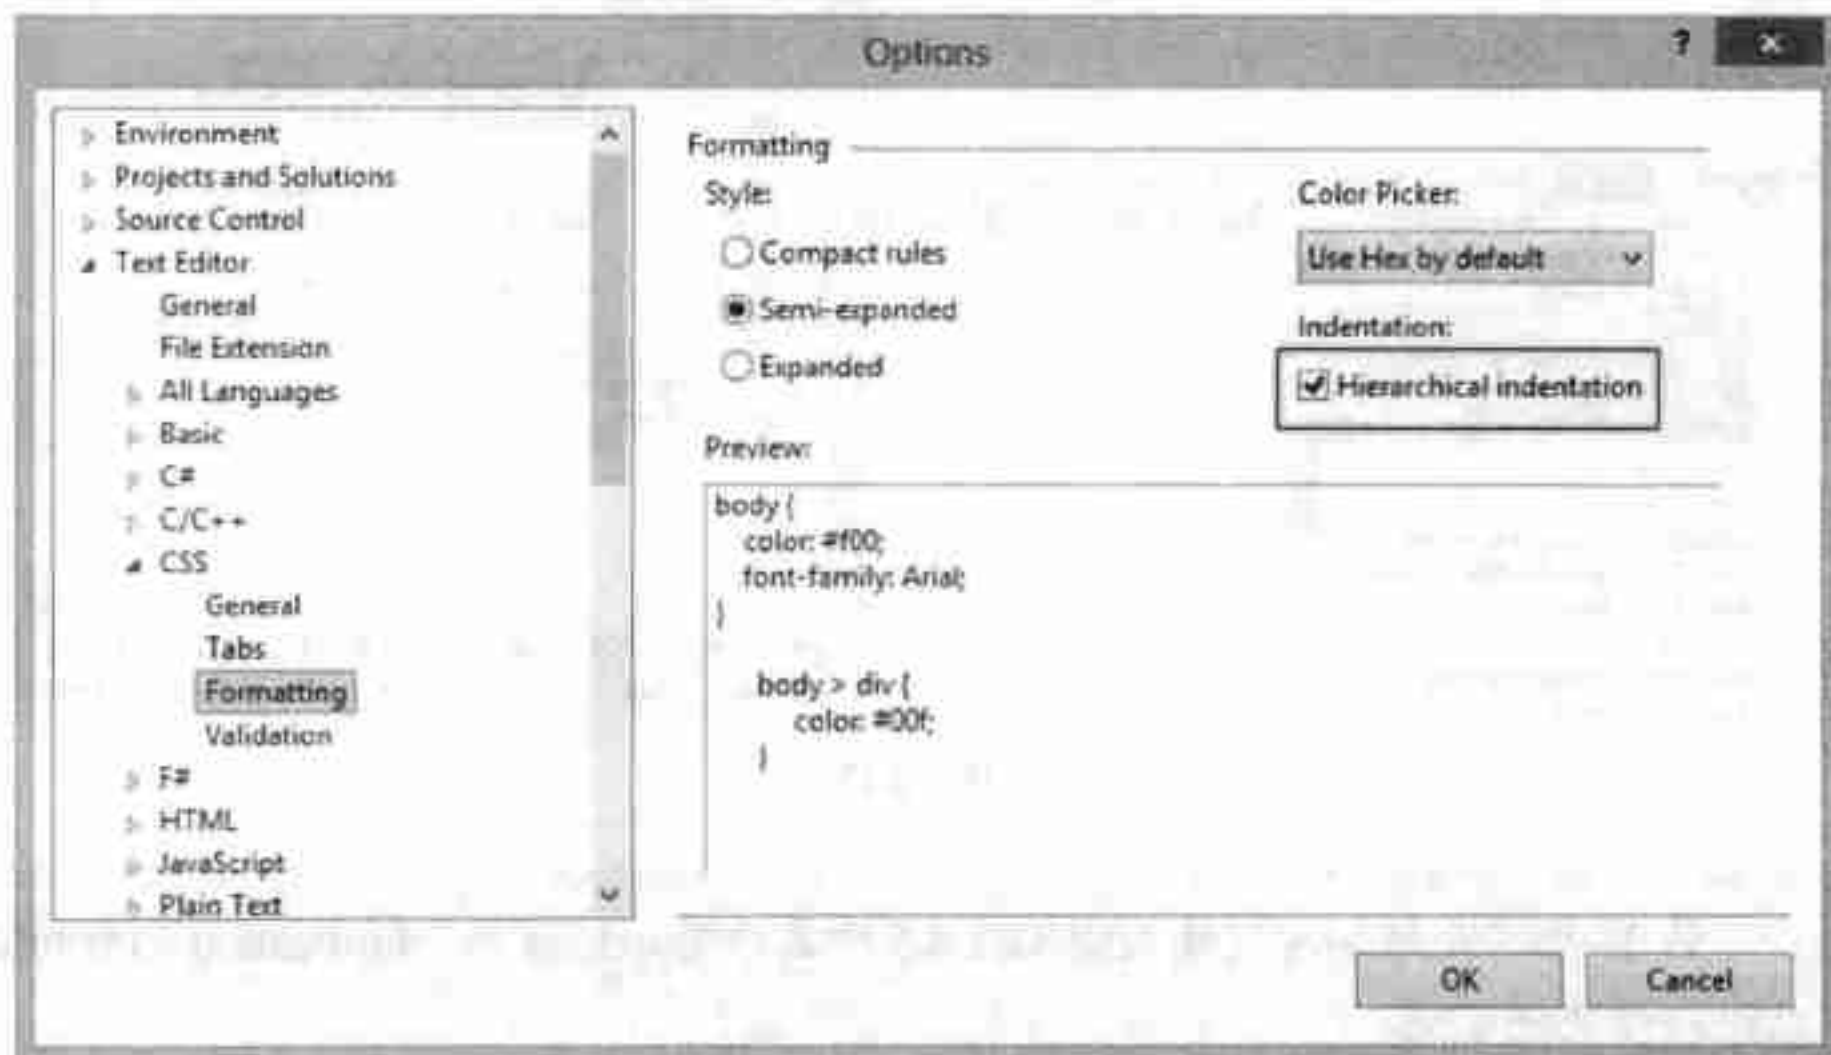 Options
?
Environment
Projects and Solutions
Source Control
Text Editor
General
File Extension
All Languages
Basic
C#
C/C++
CSS
General
Tabs
Formatting
Validation
F#
HTML
JavaScript
Plain Text
Formatting
Style:
Compact rules
Semi-expanded
Expanded
Color Picker:
Use Hex by default
Indentation:
Hierarchical indentation
Preview:
body {
color: #f00;
font-family: Arial;
}
body > div {
color: #00f;
}
OK
Cancel